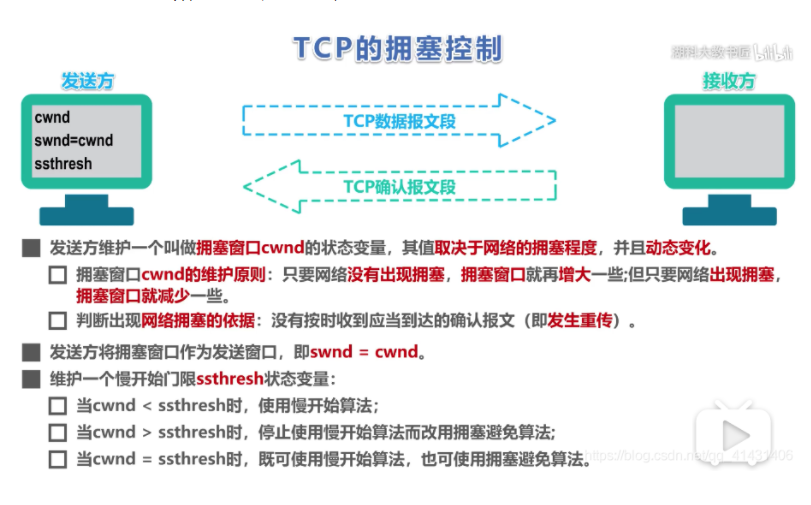 TCP的拥塞控制
bilibili
发送方
接收方
cwnd
swnd=cwnd
ssthresh
TCP数据报文段
TCP确认报文段
发送方维护一个叫做拥塞窗口cwnd的状态变量，其值取决于网络的拥塞程度，并且动态变化。
拥塞窗口cwnd的维护原则：只要网络没有出现拥塞，拥塞窗口就再增大一些;但只要网络出现拥塞，
拥塞窗口就减少一些。
判断出现网络拥塞的依据：没有按时收到应当到达的确认报文（即发生重传）。
发送方将拥塞窗口作为发送窗口，即swnd = cwnd。
维护一个慢开始门限ssthresh状态变量：
当cwnd < ssthresh时，使用慢开始算法；
当cwnd > ssthresh时，停止使用慢开始算法而改用拥塞避免算法;
当cwnd = ssthresh时，既可使用慢开始算法，也可使用拥塞避免算法。
https://blog.csdn.net/qq_41431406